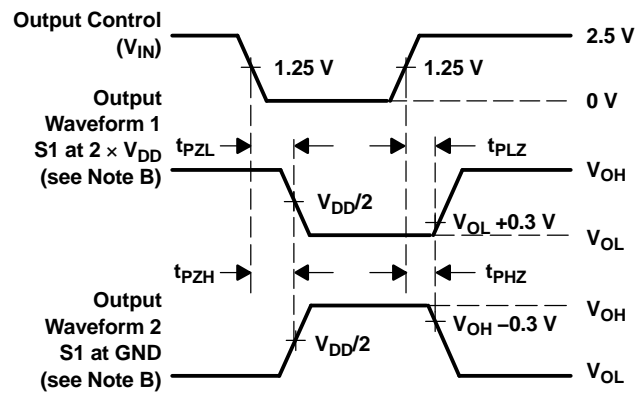 Output Control
(VIN)
2.5 V
1.25 V
1.25 V
0 V
Output
Waveform 1
S1 at 2 × VDD
(see Note B)
tPZL
tPLZ
VOH
VDD/2
VOL +0.3 V
VOL
tPZH
tPHZ
Output
Waveform 2
S1 at GND
(see Note B)
VOH
VOH −0.3 V
VDD/2
VOL